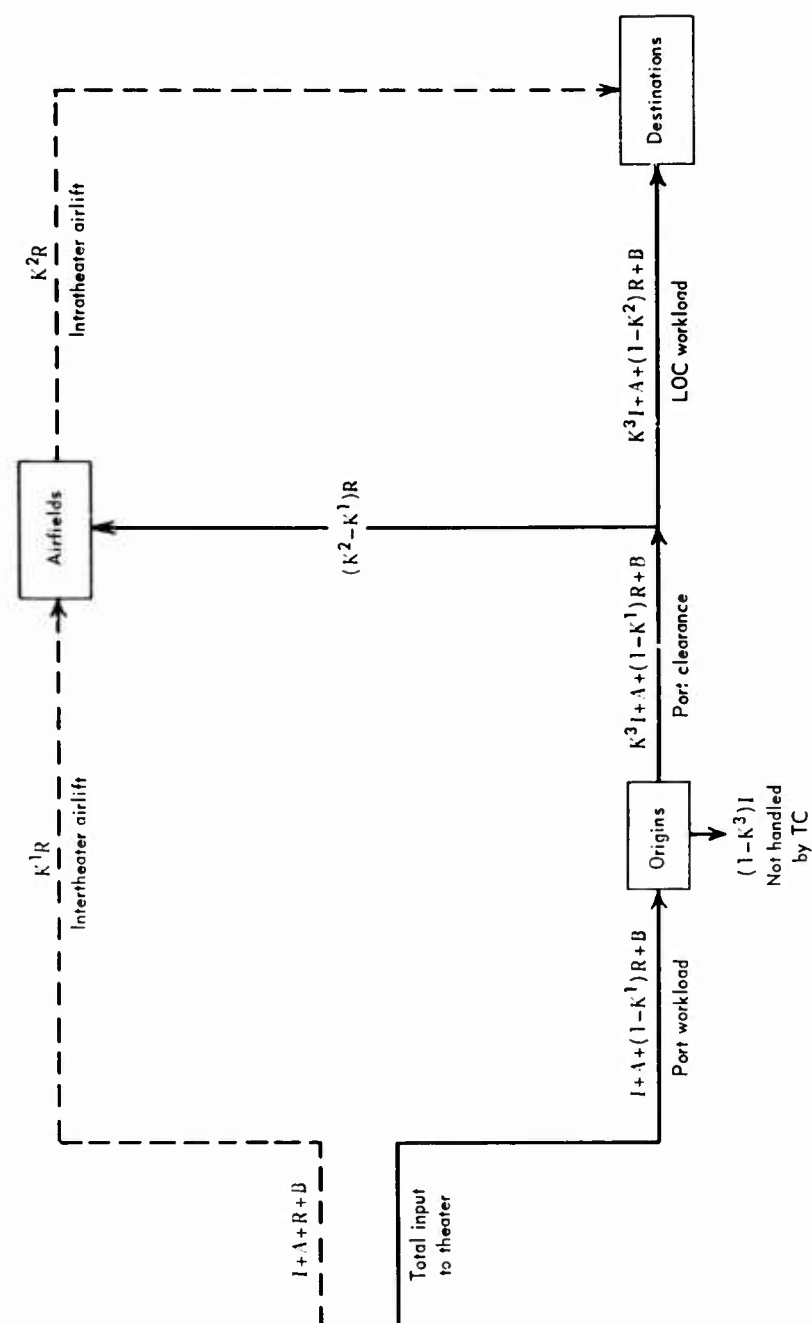 I+A+R+B
Total input
to theater
K¹R
Intertheater airlift
Airfields
K²R
Intratheater airlift
(K²−K¹)R
I+A+(1−K¹)R+B
Port workload
Origins
(1−K³)I
Not handled
by TC
K³I+A+(1−K¹)R+B
Port clearance
K³I+A+(1−K²)R+B
LOC workload
Destinations